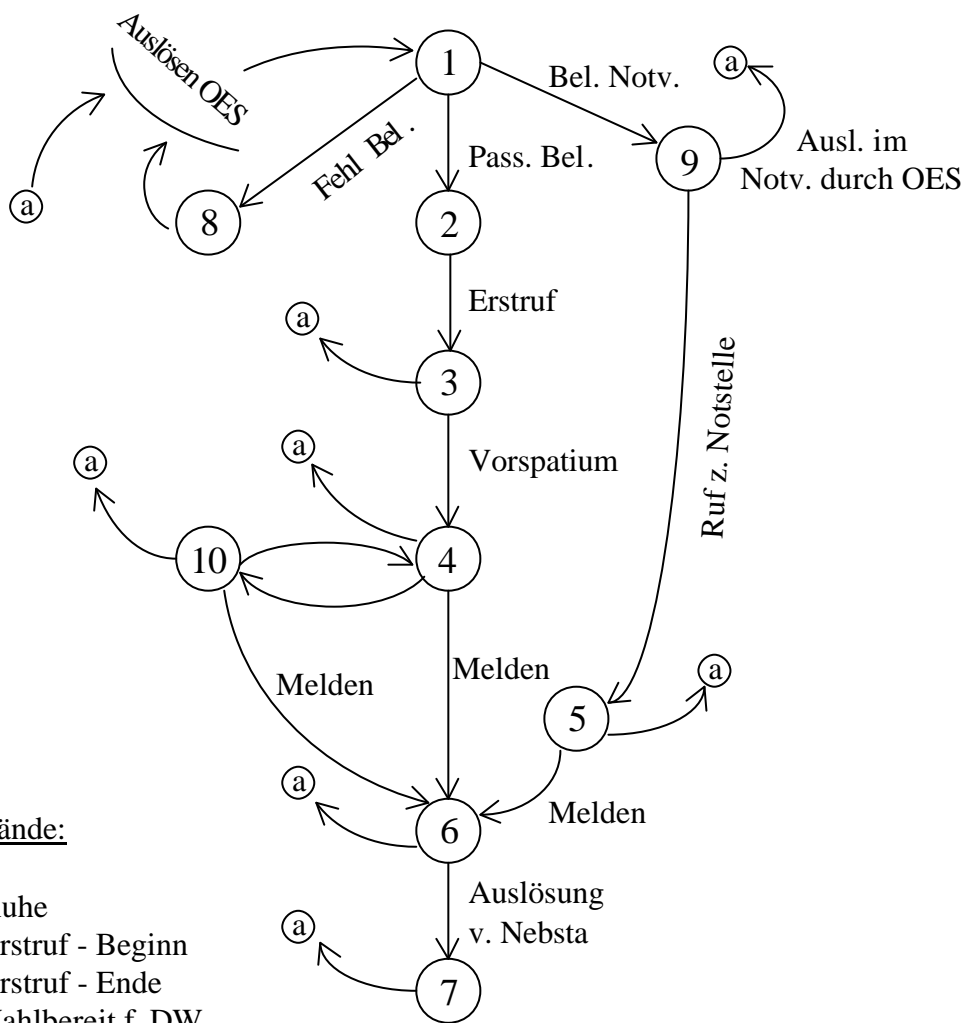 Auslösen OES
1
a
Bel. Notv.
Fehl Bel.
Pass. Bel.
9
Ausl. im
Notv. durch OES
a
8
2
Erstruf
a
3
Ruf z. Notstelle
a
a
Vorspatium
10
4
Melden
Melden
a
5
a
6
Melden
ände:
uhe
Auslösung
v. Nebsta
a
rstruf - Beginn
rstruf - Ende
7
ahlbereit f. DW